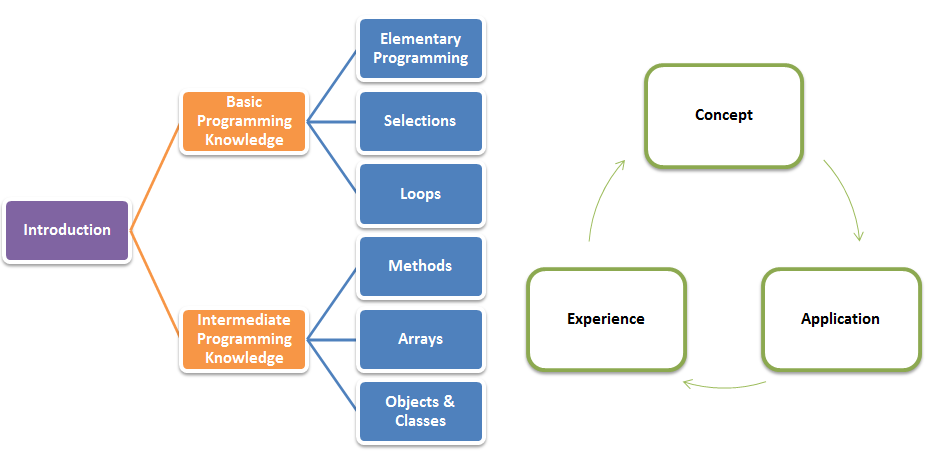 Introduction
Basic
Programming
Knowledge
Elementary
Programming
Selections
Loops
Intermediate
Programming
Knowledge
Methods
Arrays
Objects &
Classes
Concept
Application
Experience